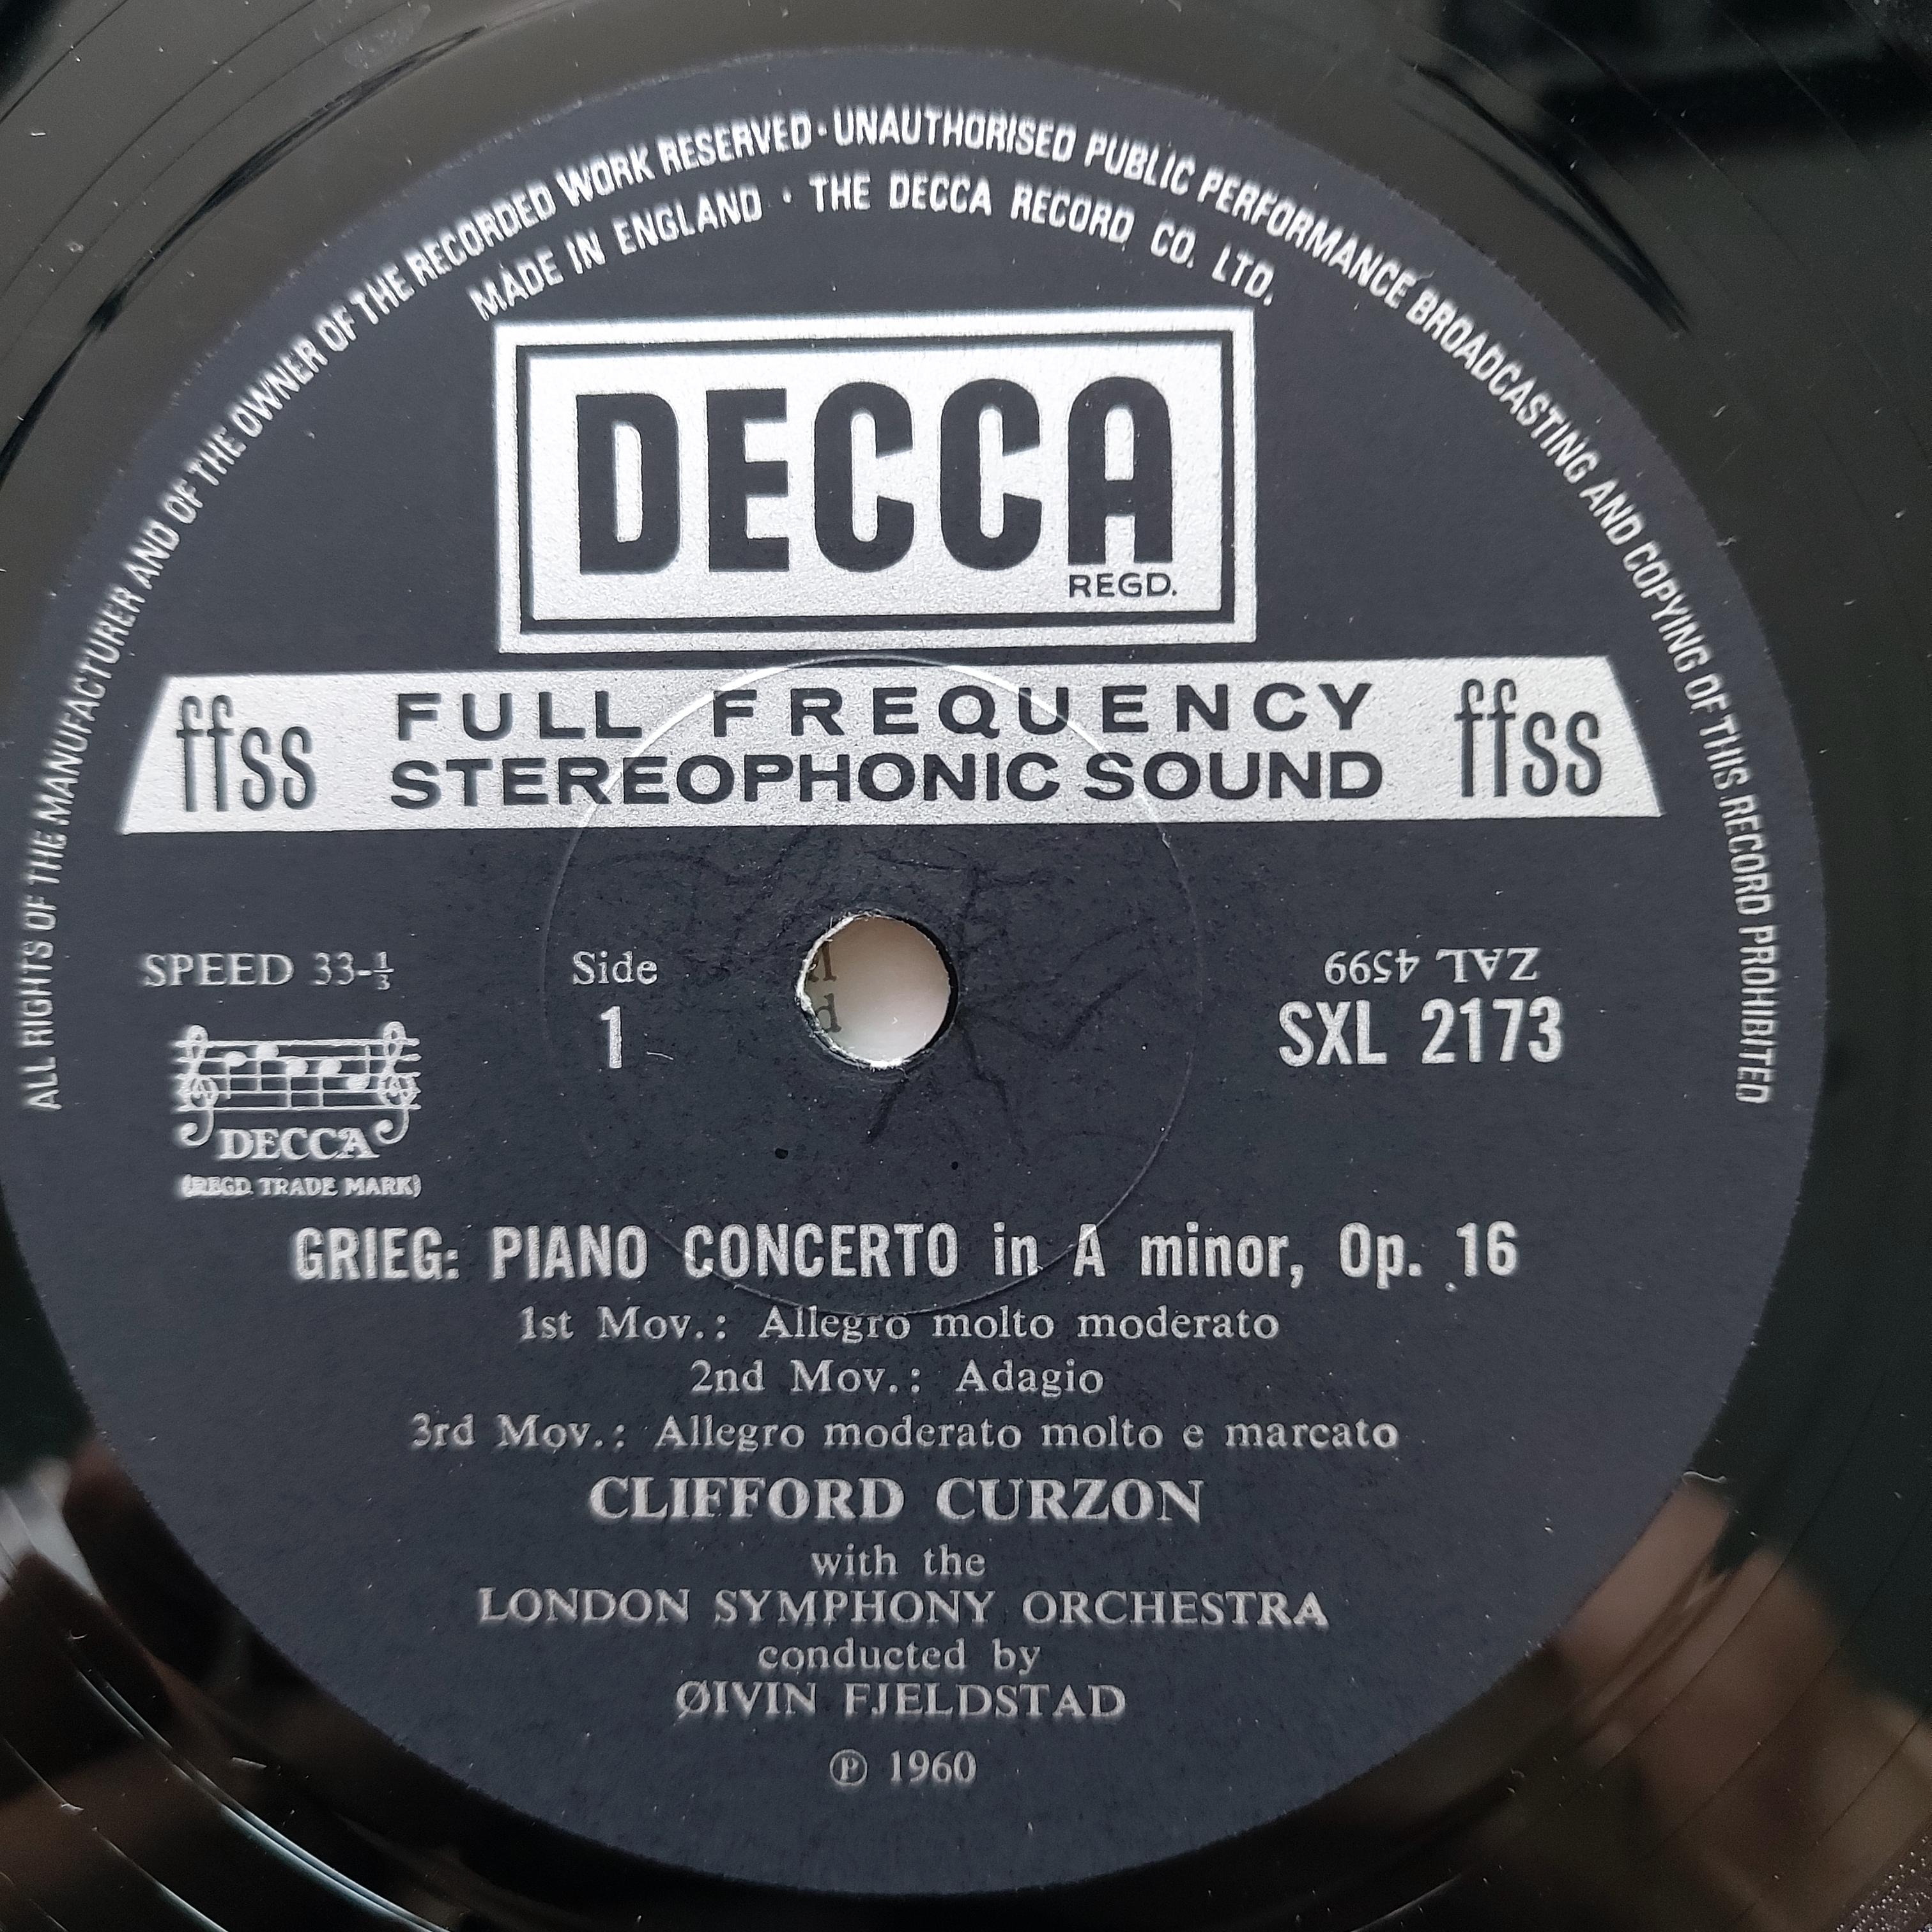 ALL RIGHTS OF THE MANUFACTURER AND OF THE OWNER OF THE RECORDED WORK RESERVED · UNAUTHORISED PUBLIC PERFORMANCE BROADCASTING AND COPYING OF THIS RECORD PROHIBITED
MADE IN ENGLAND · THE DECCA RECORD CO. LTD.
DECCA
REGD.
ffss FULL FREQUENCY ffss
STEREOPHONIC SOUND
SPEED 33-⅓ Side ZAL 4599
1 SXL 2173
DECCA
(REGD. TRADE MARK)
GRIEG: PIANO CONCERTO in A minor, Op. 16
1st Mov.: Allegro molto moderato
2nd Mov.: Adagio
3rd Mov.: Allegro moderato molto e marcato
CLIFFORD CURZON
with the
LONDON SYMPHONY ORCHESTRA
conducted by
ØIVIN FJELDSTAD
℗ 1960